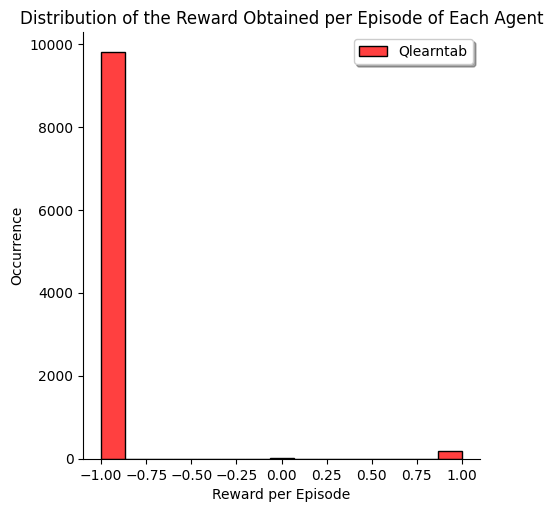 Distribution of the Reward Obtained per Episode of Each Agent
Qlearntab
10000
8000
6000
4000
2000
0
Occurrence
−1.00 −0.75 −0.50 −0.25 0.00 0.25 0.50 0.75 1.00
Reward per Episode